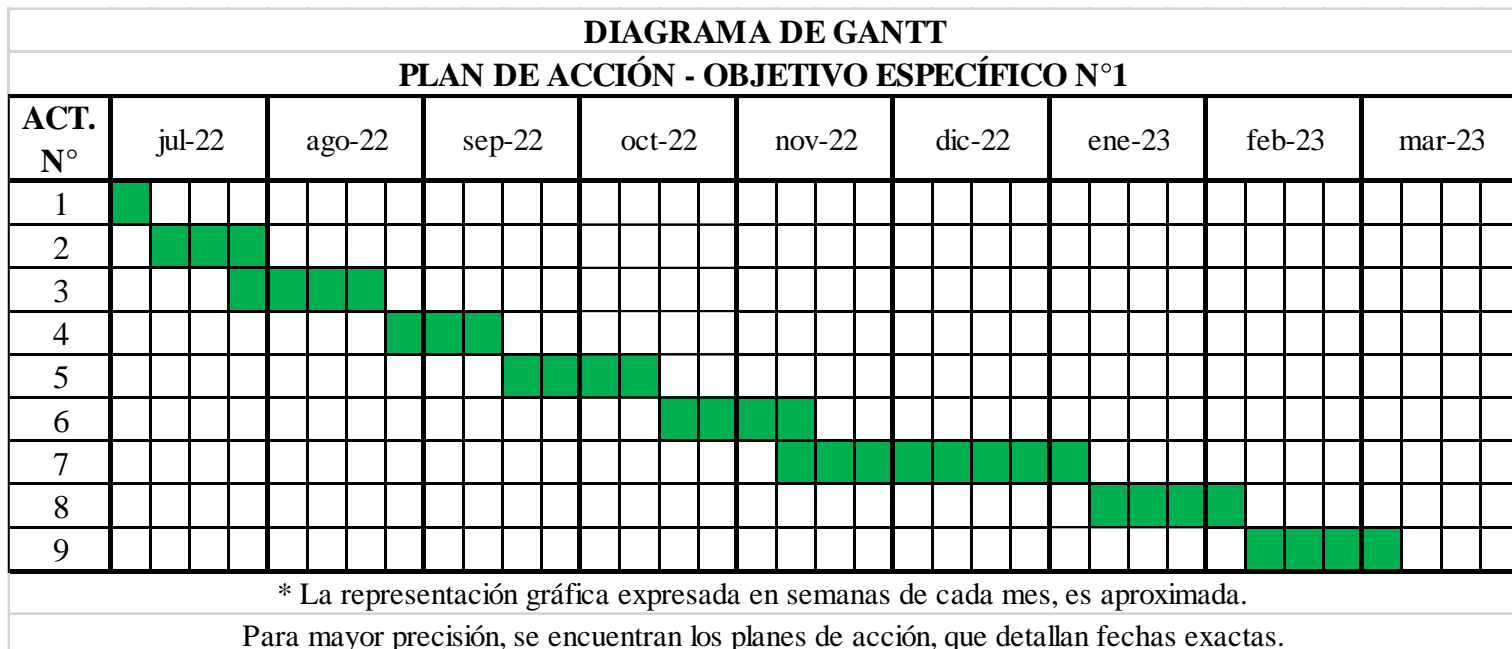 DIAGRAMA DE GANTT
PLAN DE ACCIÓN - OBJETIVO ESPECÍFICO N°1
ACT. N° jul-22 ago-22 sep-22 oct-22 nov-22 dic-22 ene-23 feb-23 mar-23
1
2
3
4
5
6
7
8
9
* La representación gráfica expresada en semanas de cada mes, es aproximada.
Para mayor precisión, se encuentran los planes de acción, que detallan fechas exactas.